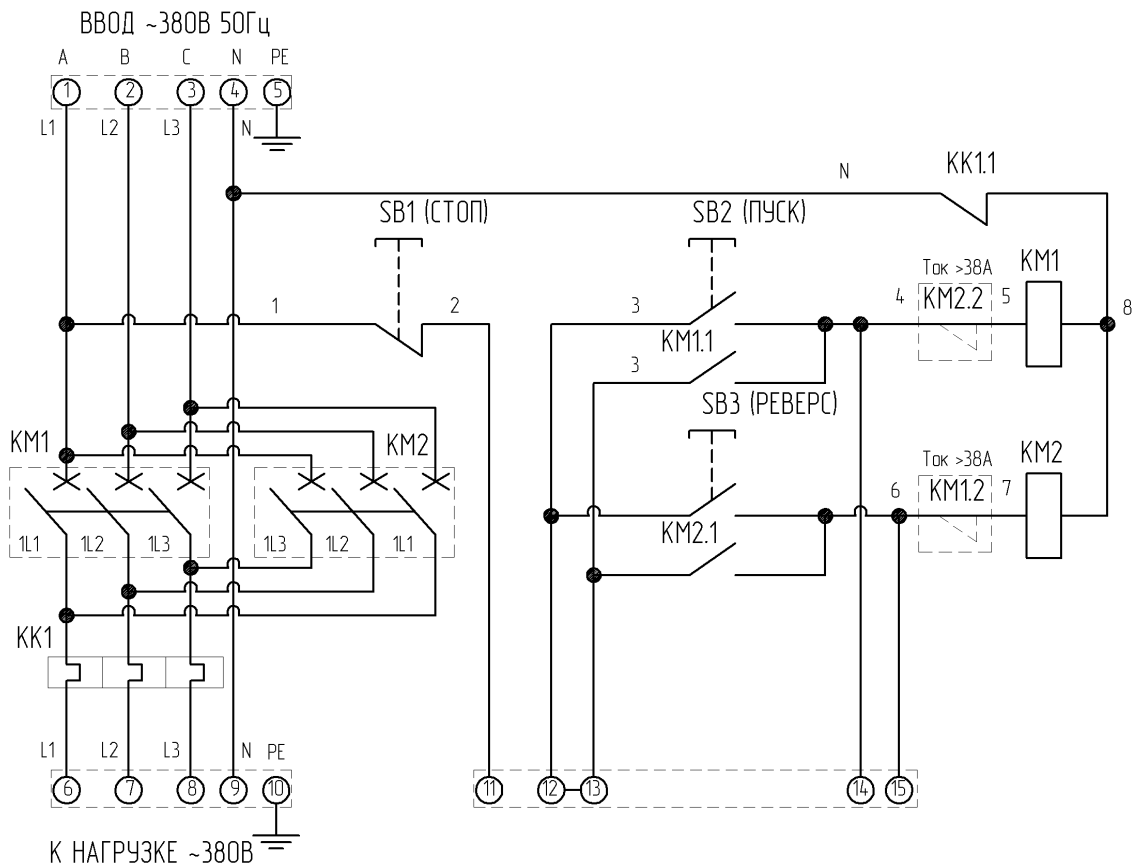 ВВОД ~380В 50Гц
A B C N PE
1 2 3 4 5
L1 L2 L3 N
N KK1.1
SB1 (СТОП) SB2 (ПУСК)
Ток >38А KM1
1 2 3 4 KM2.2 5 8
KM1.1
3
SB3 (РЕВЕРС)
KM1 KM2
Ток >38А KM2
6 KM1.2 7
KM2.1
1L1 1L2 1L3 1L3 1L2 1L1
KK1
L1 L2 L3 N PE
6 7 8 9 10 11 12 13 14 15
К НАГРУЗКЕ ~380В